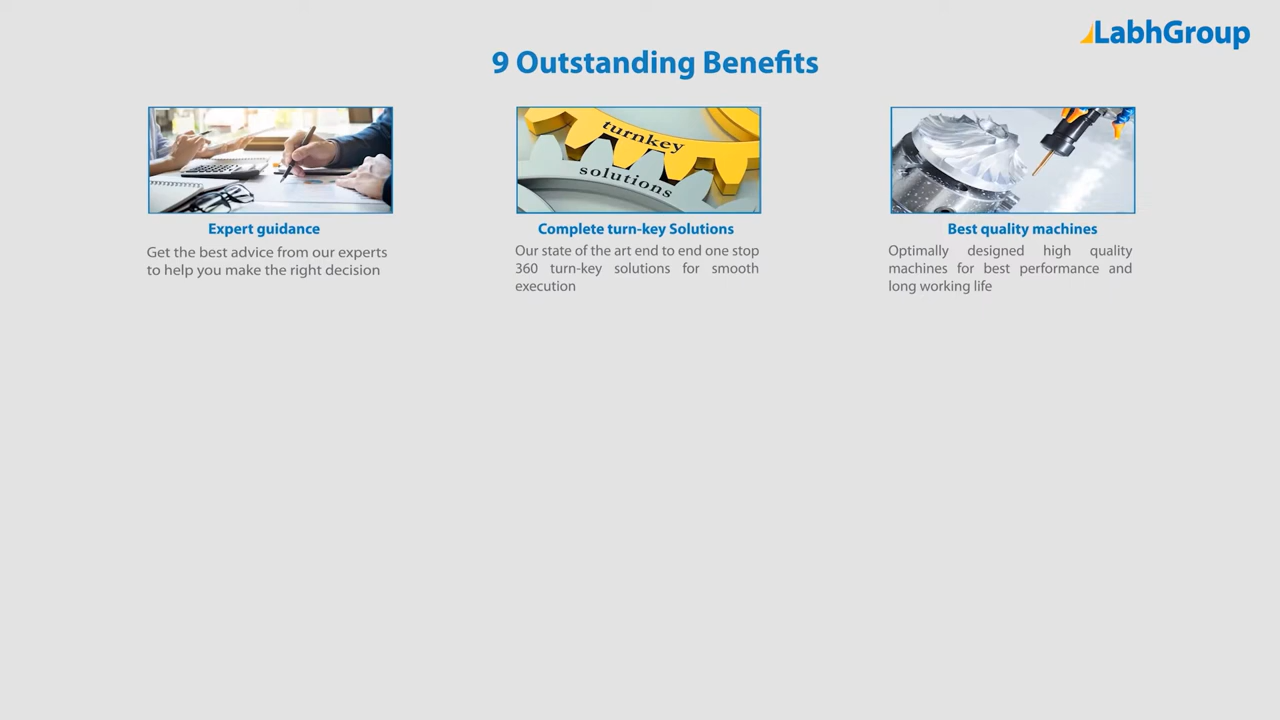 LabhGroup
9 Outstanding Benefits
turnkey
solutions
Expert guidance
Get the best advice from our experts
to help you make the right decision
Complete turn-key Solutions
Our state of the art end to end one stop
360 turn-key solutions for smooth
execution
Best quality machines
Optimally designed high quality
machines for best performance and
long working life